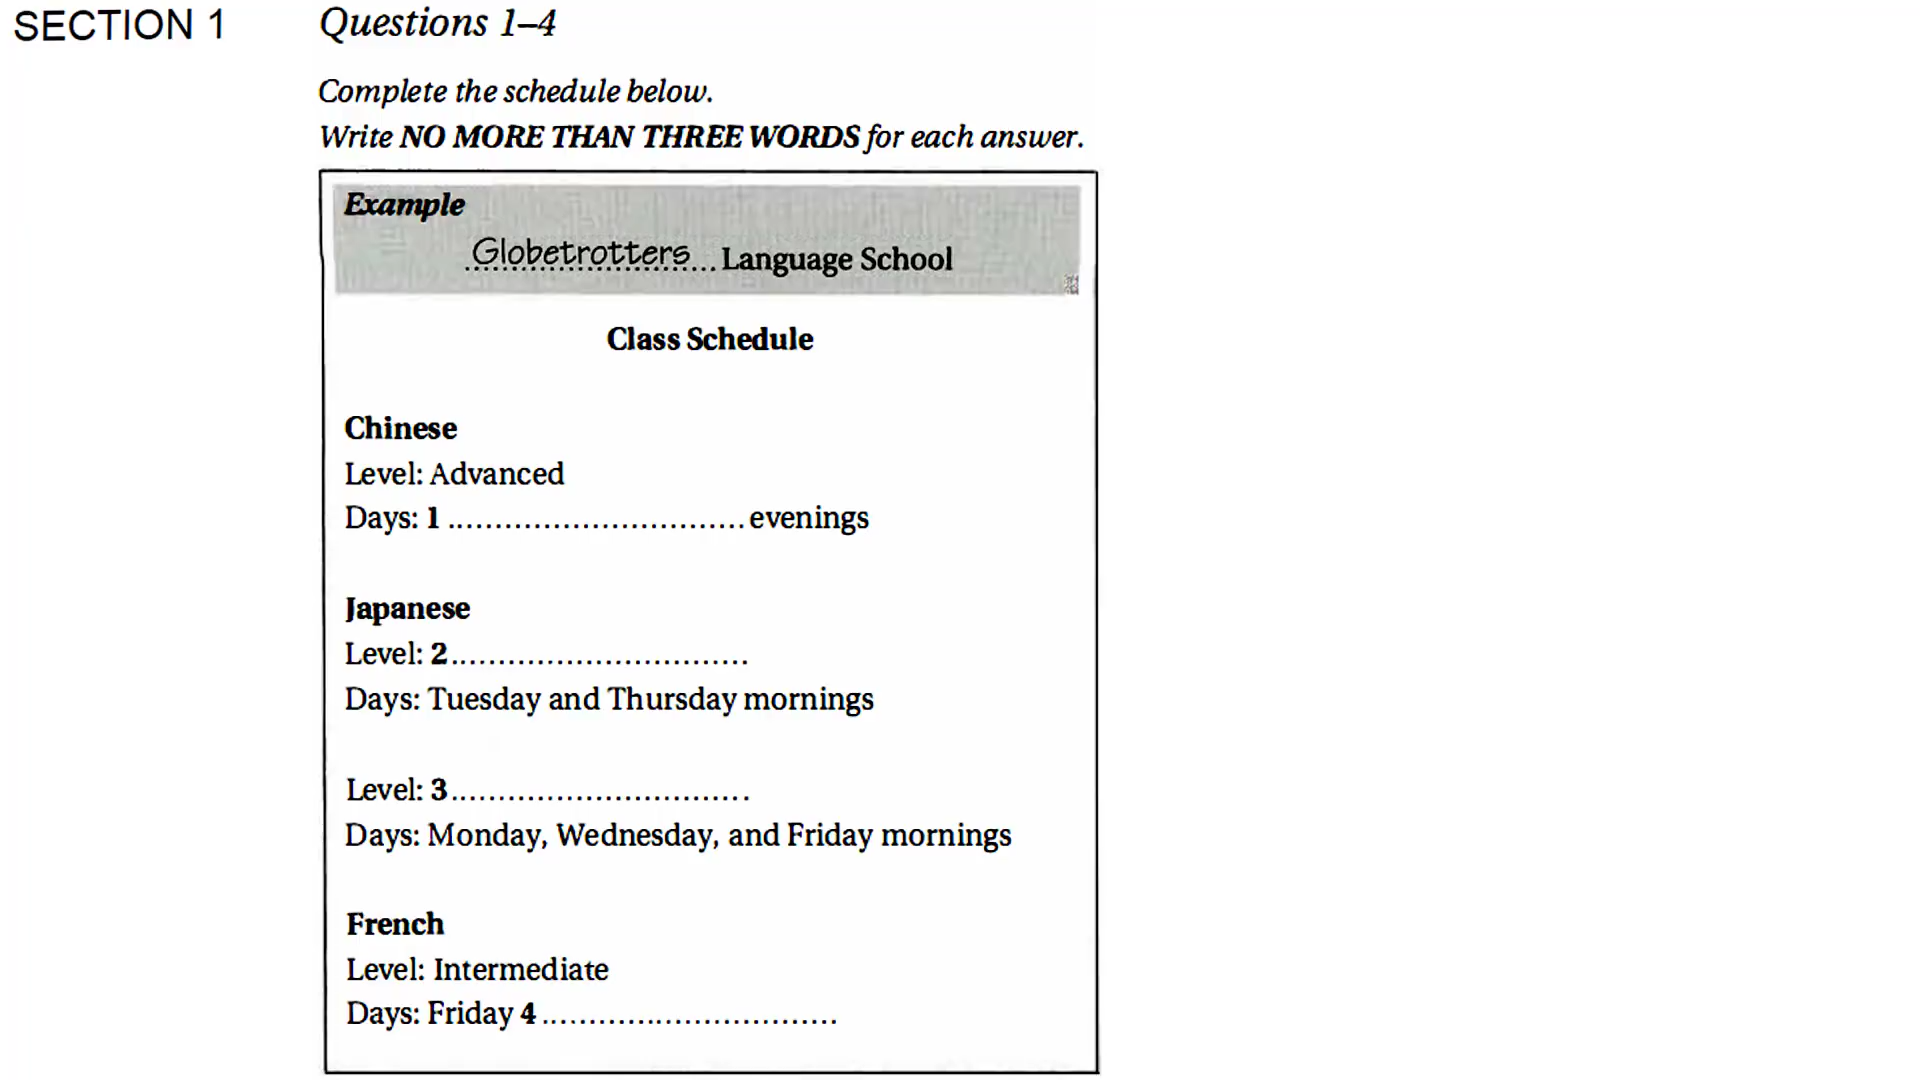 SECTION 1
Questions 1–4
Complete the schedule below.
Write NO MORE THAN THREE WORDS for each answer.
Example
Globetrotters Language School
Class Schedule
Chinese
Level: Advanced
Days: 1 ................................ evenings
Japanese
Level: 2 ................................
Days: Tuesday and Thursday mornings
Level: 3 ................................
Days: Monday, Wednesday, and Friday mornings
French
Level: Intermediate
Days: Friday 4 ................................